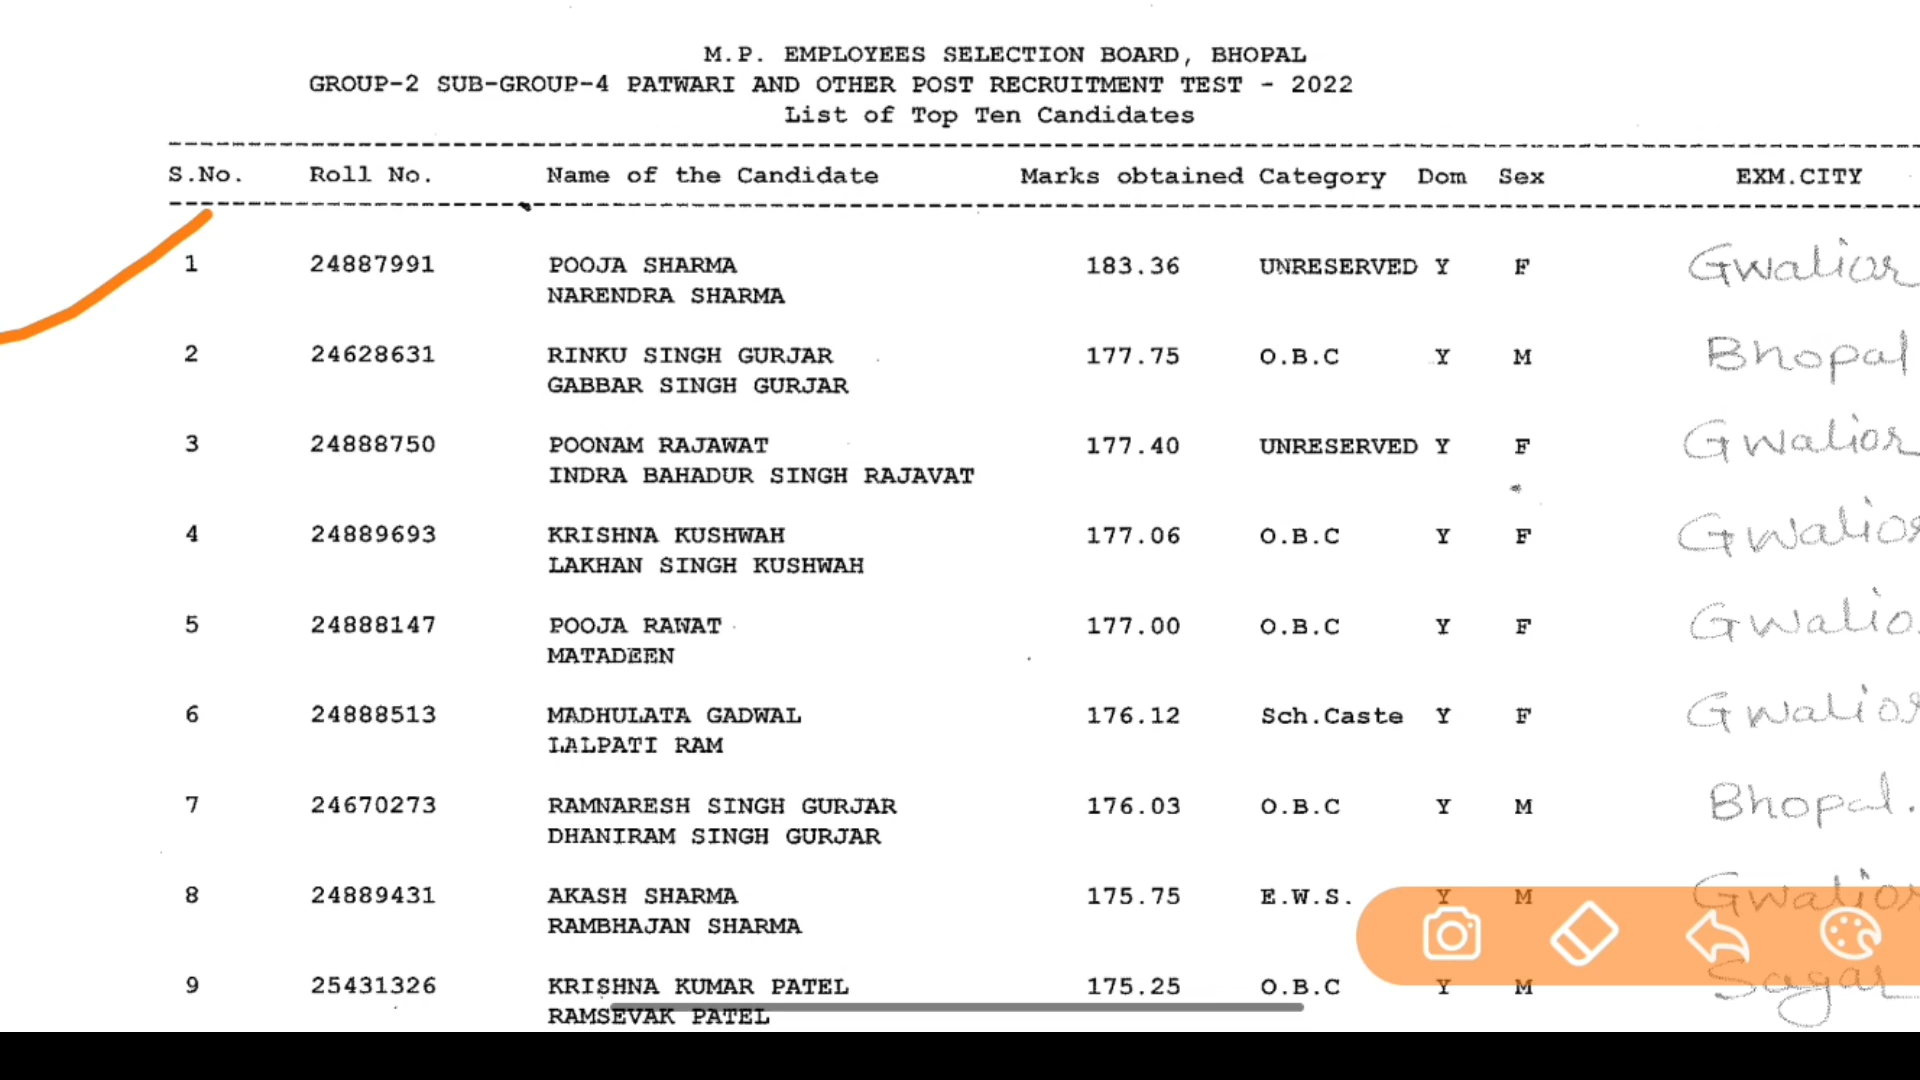 M.P. EMPLOYEES SELECTION BOARD, BHOPAL
GROUP-2 SUB-GROUP-4 PATWARI AND OTHER POST RECRUITMENT TEST - 2022
List of Top Ten Candidates
S.No. Roll No. Name of the Candidate Marks obtained Category Dom Sex EXM.CITY
1 24887991 POOJA SHARMA 183.36 UNRESERVED Y F Gwalior
NARENDRA SHARMA
2 24628631 RINKU SINGH GURJAR 177.75 O.B.C Y M Bhopal
GABBAR SINGH GURJAR
3 24888750 POONAM RAJAWAT 177.40 UNRESERVED Y F Gwalior
INDRA BAHADUR SINGH RAJAVAT
4 24889693 KRISHNA KUSHWAH 177.06 O.B.C Y F Gwalior
LAKHAN SINGH KUSHWAH
5 24888147 POOJA RAWAT 177.00 O.B.C Y F Gwalio
MATADEEN
6 24888513 MADHULATA GADWAL 176.12 Sch.Caste Y F Gwalior
LALPATI RAM
7 24670273 RAMNARESH SINGH GURJAR 176.03 O.B.C Y M Bhopal.
DHANIRAM SINGH GURJAR
8 24889431 AKASH SHARMA 175.75 E.W.S. Y M Gwalior
RAMBHAJAN SHARMA
9 25431326 KRISHNA KUMAR PATEL 175.25 O.B.C Y M Sagar
RAMSEVAK PATEL